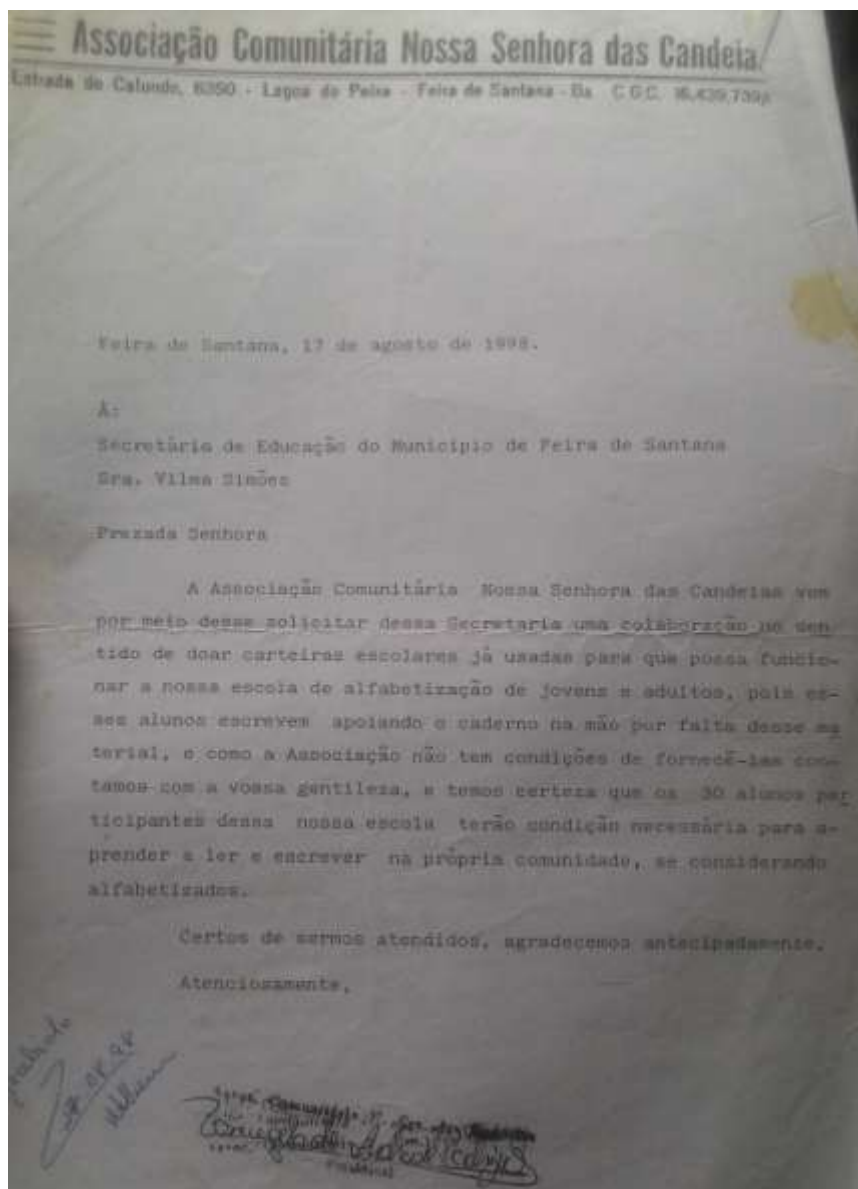 Associação Comunitária Nossa Senhora das Candeia
Estrada do Calundu, 6350 - Lagoa do Peixe - Feira de Santana - Ba C.G.C. 16,439,739
Feira de Santana, 17 de agosto de 1998.
À:
Secretária de Educação do Município de Feira de Santana
Sra. Vilma Simões
Prezada Senhora
A Associação Comunitária Nossa Senhora das Candeias vem
por meio desse solicitar dessa Secretaria uma colaboração no sen-
tido de doar carteiras escolares já usadas para que possa funcio-
nar a nossa escola de alfabetização de jovens e adultos, pois es-
ses alunos escrevem apoiando o caderno na mão por falta desse ma
terial, e como a Associação não tem condições de fornecê-las con-
tamos com a vossa gentileza, e temos certeza que os 30 alunos par
ticipantes dessa nossa escola terão condição necessária para a-
prender a ler e escrever na própria comunidade, se considerando
alfabetizados.
Certos de sermos atendidos, agradecemos antecipadamente.
Atenciosamente,